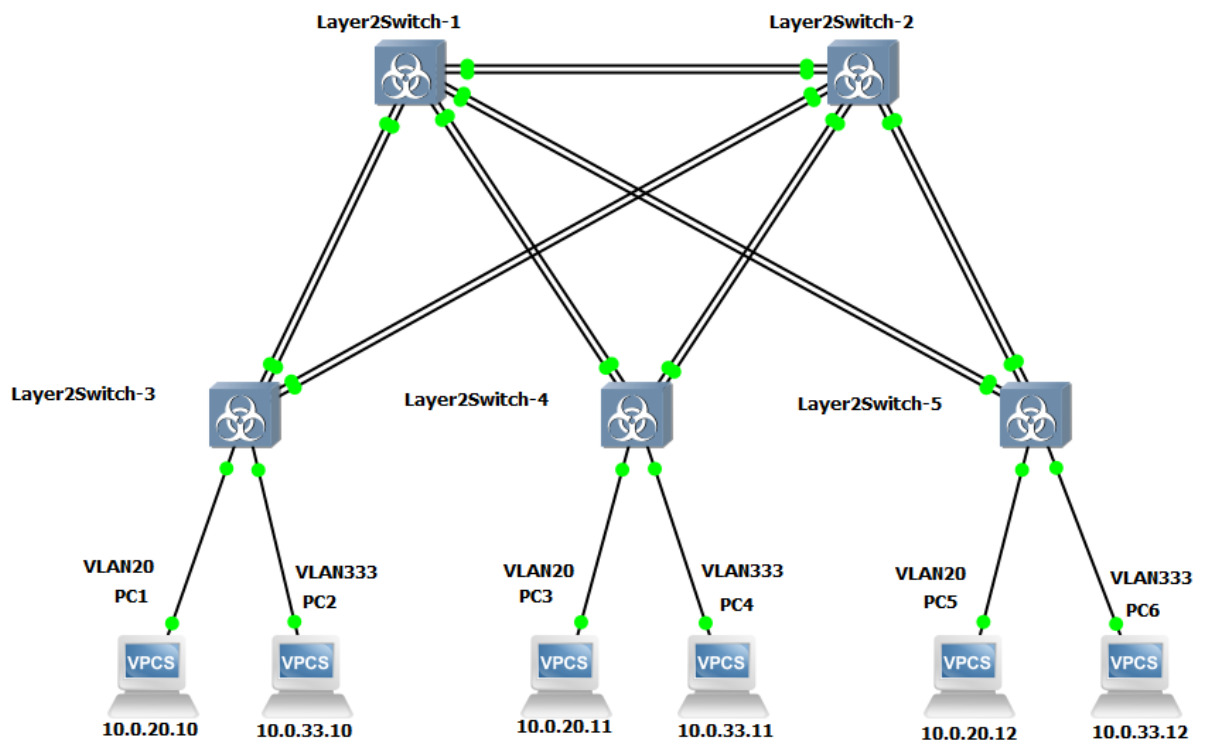 Layer2Switch-1
Layer2Switch-2
Layer2Switch-3
Layer2Switch-4
Layer2Switch-5
VLAN20
PC1
VLAN333
PC2
VLAN20
PC3
VLAN333
PC4
VLAN20
PC5
VLAN333
PC6
VPCS
VPCS
VPCS
VPCS
VPCS
VPCS
10.0.20.10
10.0.33.10
10.0.20.11
10.0.33.11
10.0.20.12
10.0.33.12